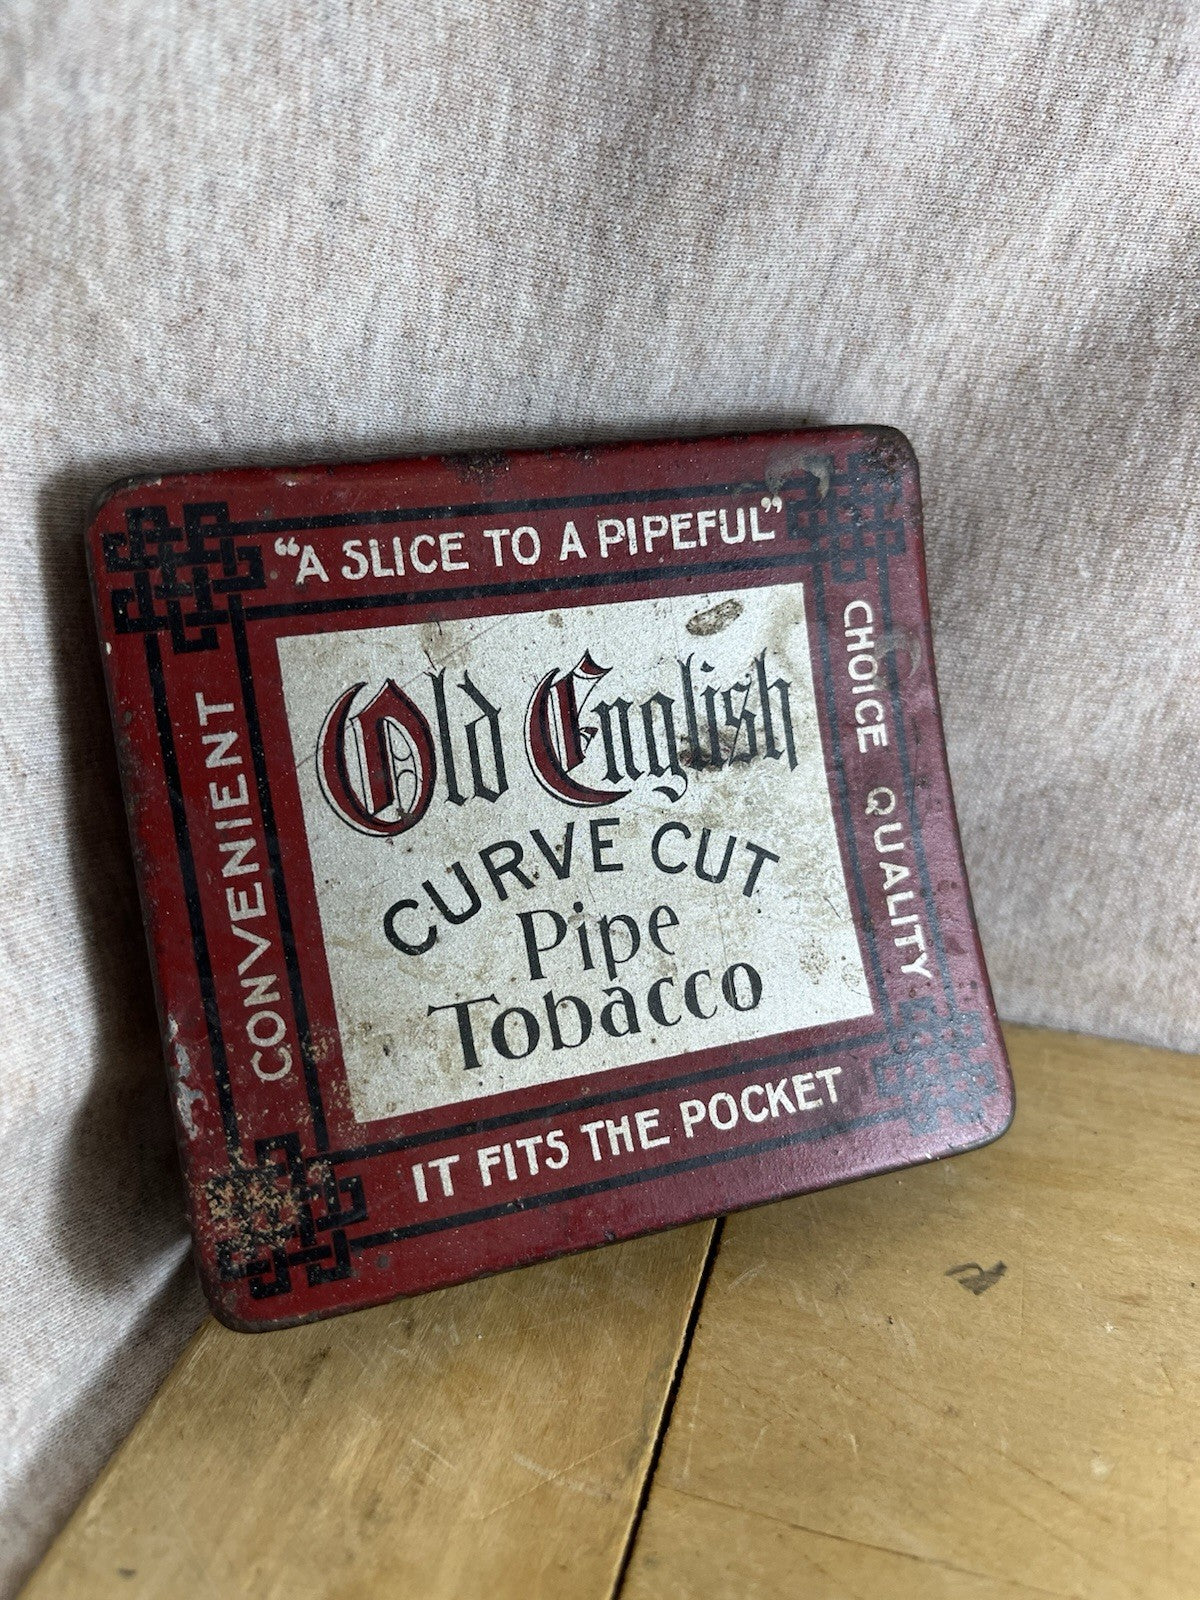 “A SLICE TO A PIPEFUL”
CONVENIENT
Old English
CURVE CUT
Pipe
Tobacco
CHOICE QUALITY
IT FITS THE POCKET